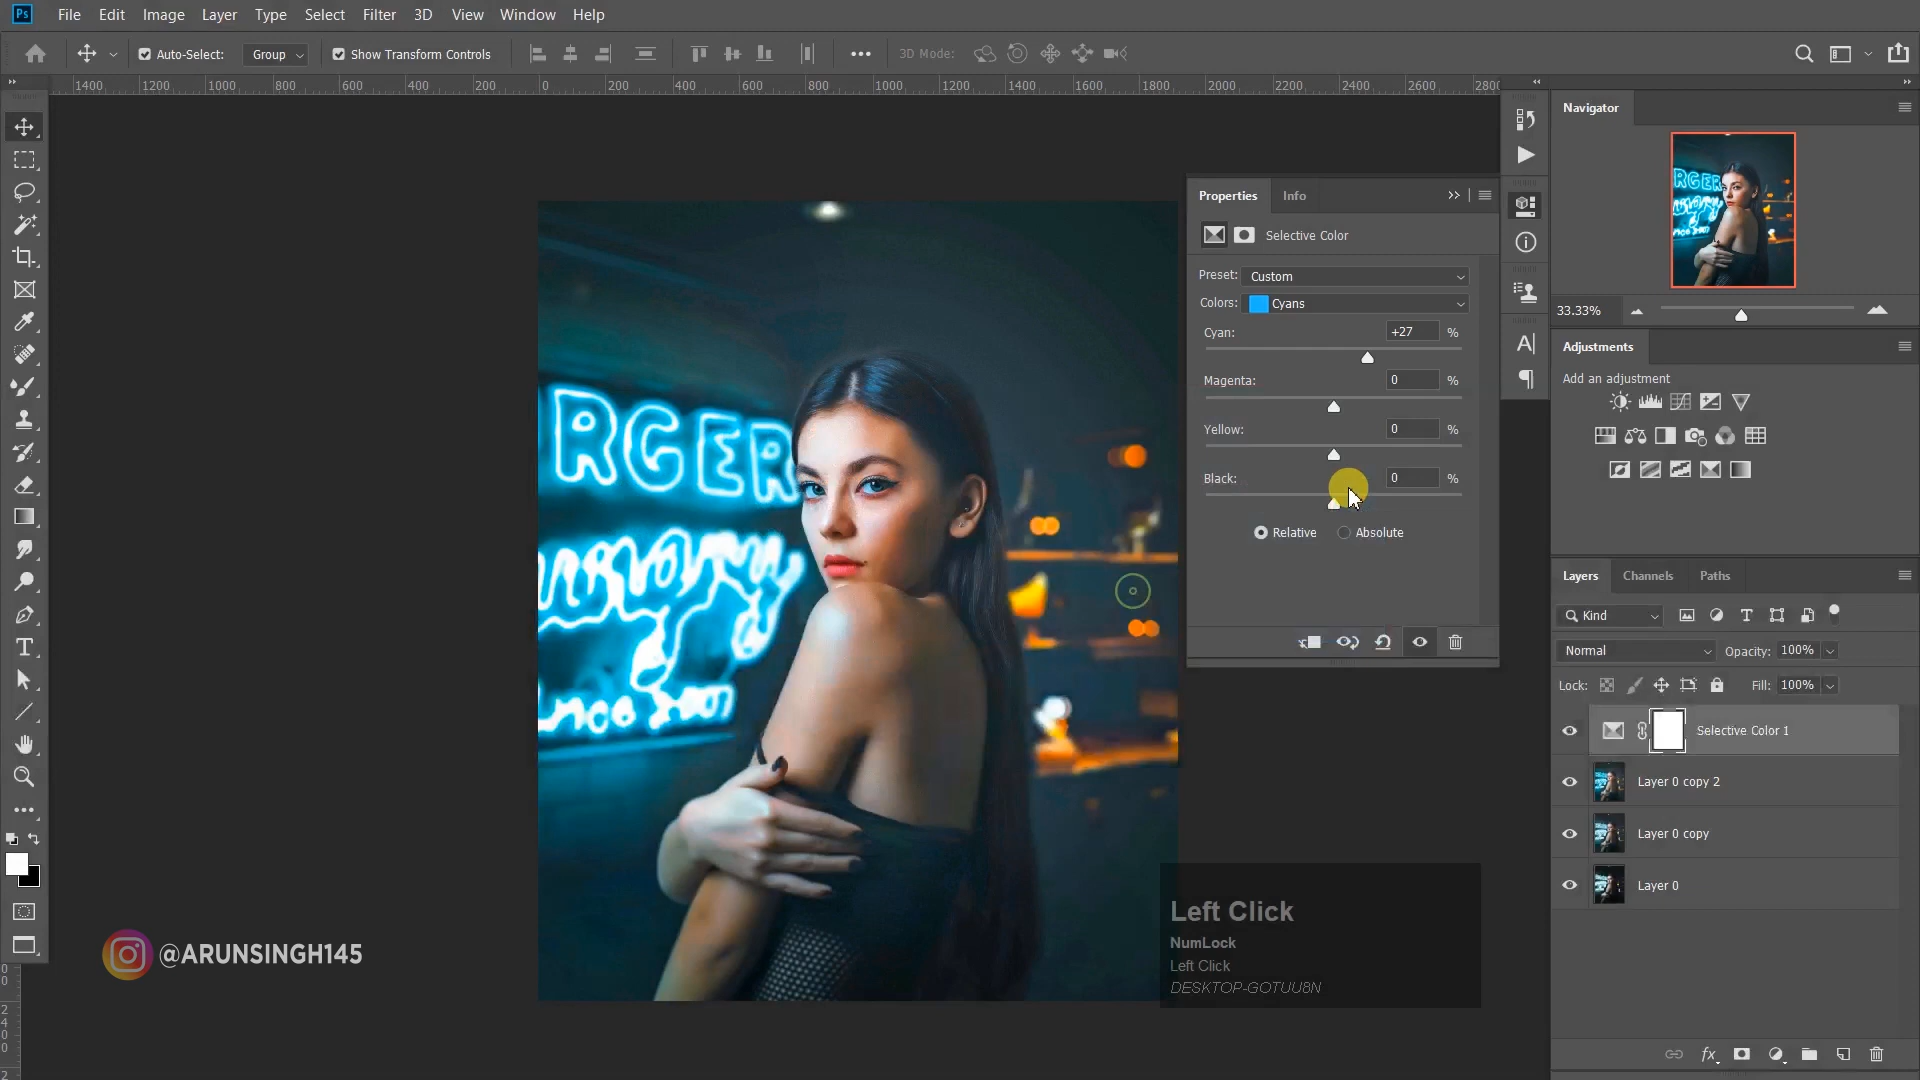 Ps File Edit Image Layer Type Select Filter 3D View Window Help
Auto-Select: Group Show Transform Controls 3D Mode:
1400 1200 1000 800 600 400 200 0 200 400 600 800 1000 1200 1400 1600 1800 2000 2200 2400 2600 2800
Navigator
33.33%
Properties Info
Selective Color
Preset: Custom
Colors: Cyans
Cyan: +27 %
Magenta: 0 %
Yellow: 0 %
Black: 0 %
Relative Absolute
Adjustments
Add an adjustment
Layers Channels Paths
Kind
Normal Opacity: 100%
Lock: Fill: 100%
Selective Color 1
Layer 0 copy 2
Layer 0 copy
Layer 0
RGER
Since
@ARUNSINGH145
Left Click
NumLock
Left Click
DESKTOP-GOTUU8N